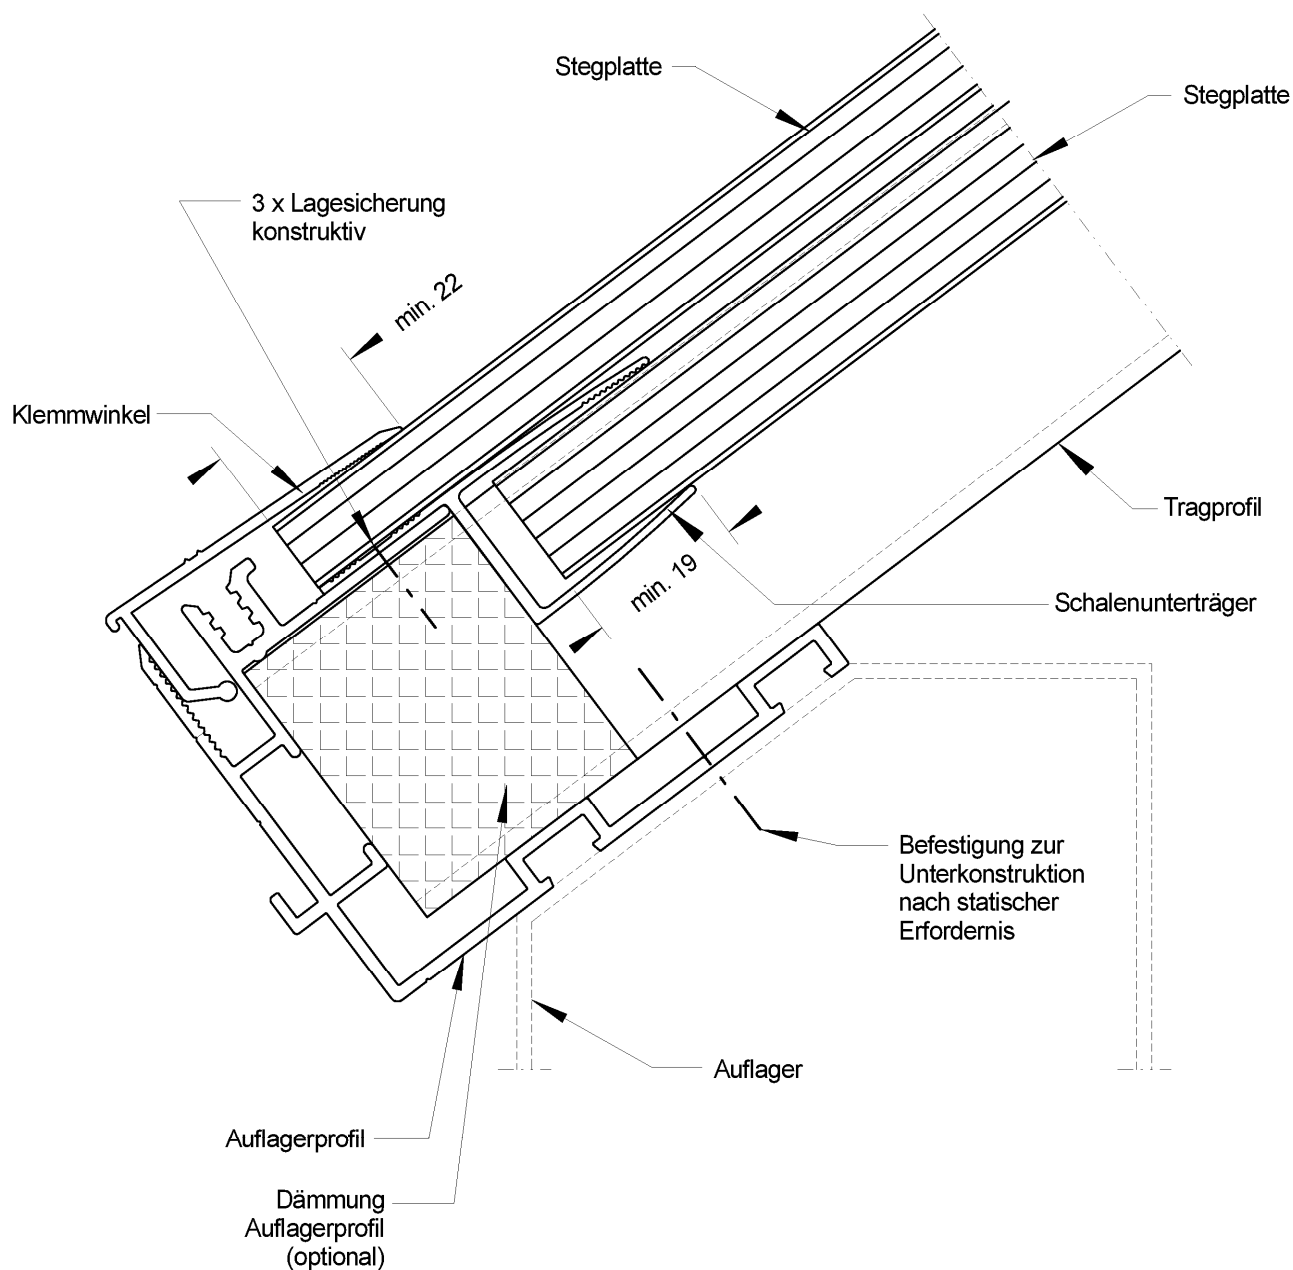 Stegplatte
Stegplatte
3 x Lagesicherung
konstruktiv
min. 22
Klemmwinkel
Tragprofil
min. 19
Schalenunterträger
Befestigung zur
Unterkonstruktion
nach statischer
Erfordernis
Auflager
Auflagerprofil
Dämmung
Auflagerprofil
(optional)